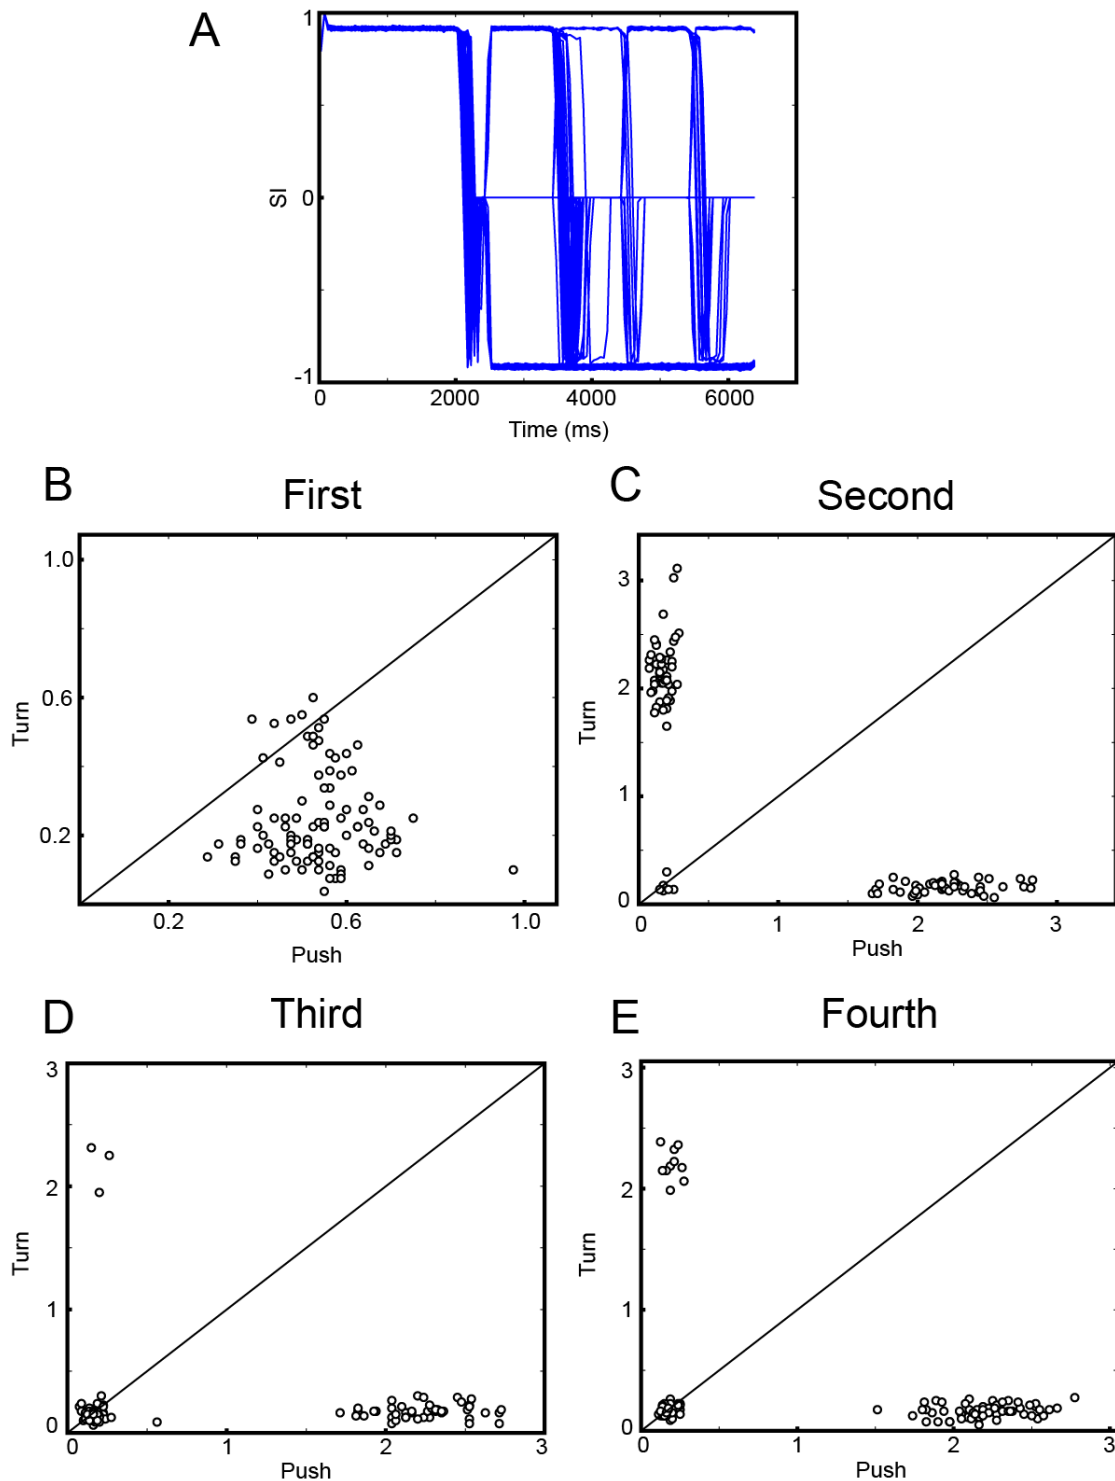 A
1
SI
0
-1
0 2000 4000 6000
Time (ms)
B First
1.0
0.6
Turn
0.2
0.2 0.6 1.0
Push
C Second
3
2
Turn
1
0
0 1 2 3
Push
D Third
3
2
Turn
1
0
0 1 2 3
Push
E Fourth
3
2
Turn
1
0
0 1 2 3
Push